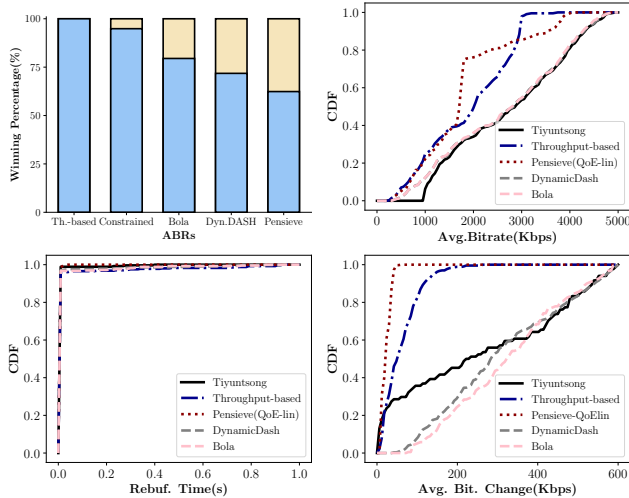 100
75
50
25
0
Winning Percentage(%)
Th.-based Constrained Bola Dyn.DASH Pensieve
ABRs
1.0
0.8
0.6
0.4
0.2
0.0
CDF
Tiyuntsong
Throughput-based
Pensieve(QoE-lin)
DynamicDash
Bola
0 1000 2000 3000 4000 5000
Avg.Bitrate(Kbps)
1.0
0.8
0.6
0.4
0.2
0.0
CDF
Tiyuntsong
Throughput-based
Pensieve(QoE-lin)
DynamicDash
Bola
0.0 0.2 0.4 0.6 0.8 1.0
Rebuf. Time(s)
1.0
0.8
0.6
0.4
0.2
0.0
CDF
Tiyuntsong
Throughput-based
Pensieve-QoElin
DynamicDash
Bola
0 200 400 600
Avg. Bit. Change(Kbps)